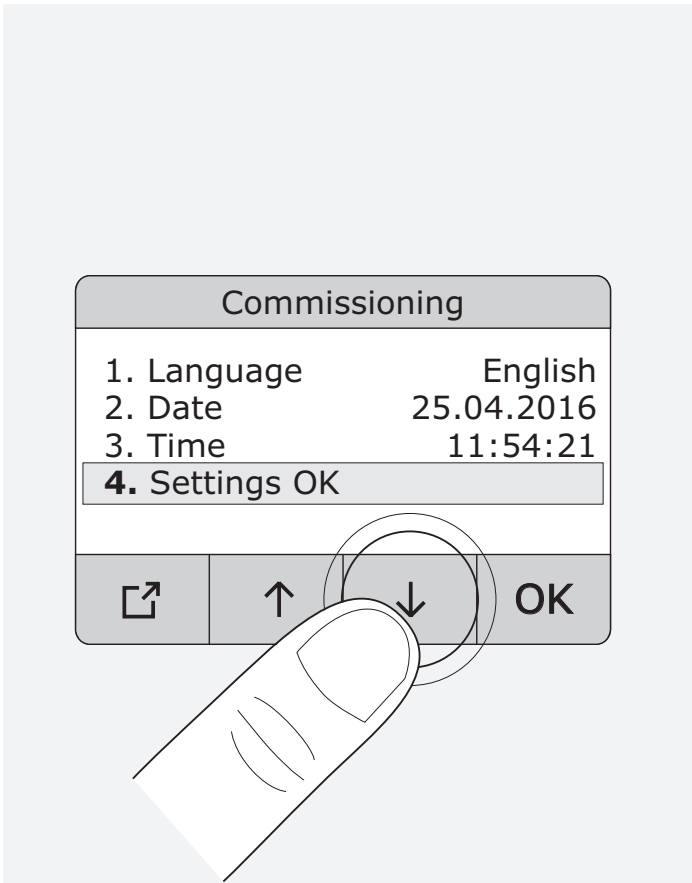 Commissioning
1. Language English
2. Date 25.04.2016
3. Time 11:54:21
4. Settings OK
↑ ↓ OK